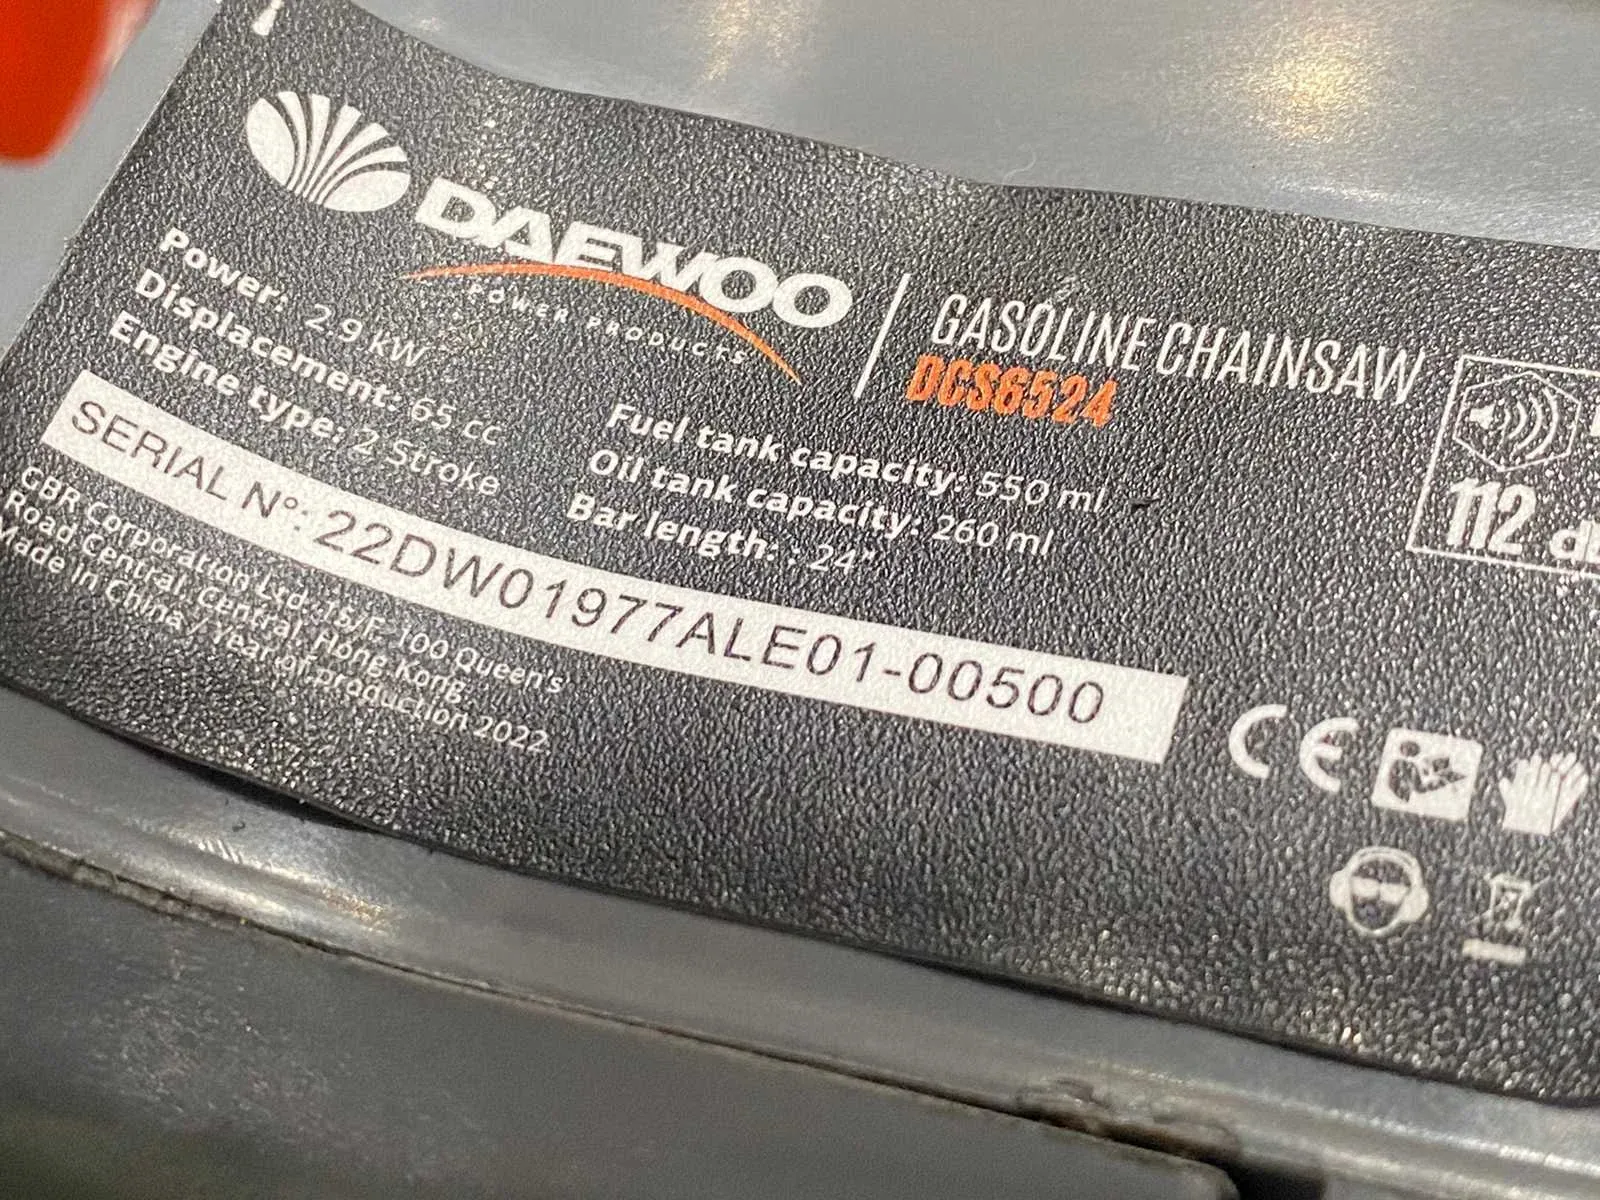 DAEWOO
POWER PRODUCTS
GASOLINE CHAINSAW
DCS6524
Power: 2.9 kW
Displacement: 65 cc
Engine type: 2 Stroke
Fuel tank capacity: 550 ml
Oil tank capacity: 260 ml
Bar length: : 24"
112
SERIAL N°: 22DW01977ALE01-00500
GBR Corporation Ltd. 15/F, 100 Queen's
Road Central, Central, Hong Kong.
Made in China / Year of production 2022
CE